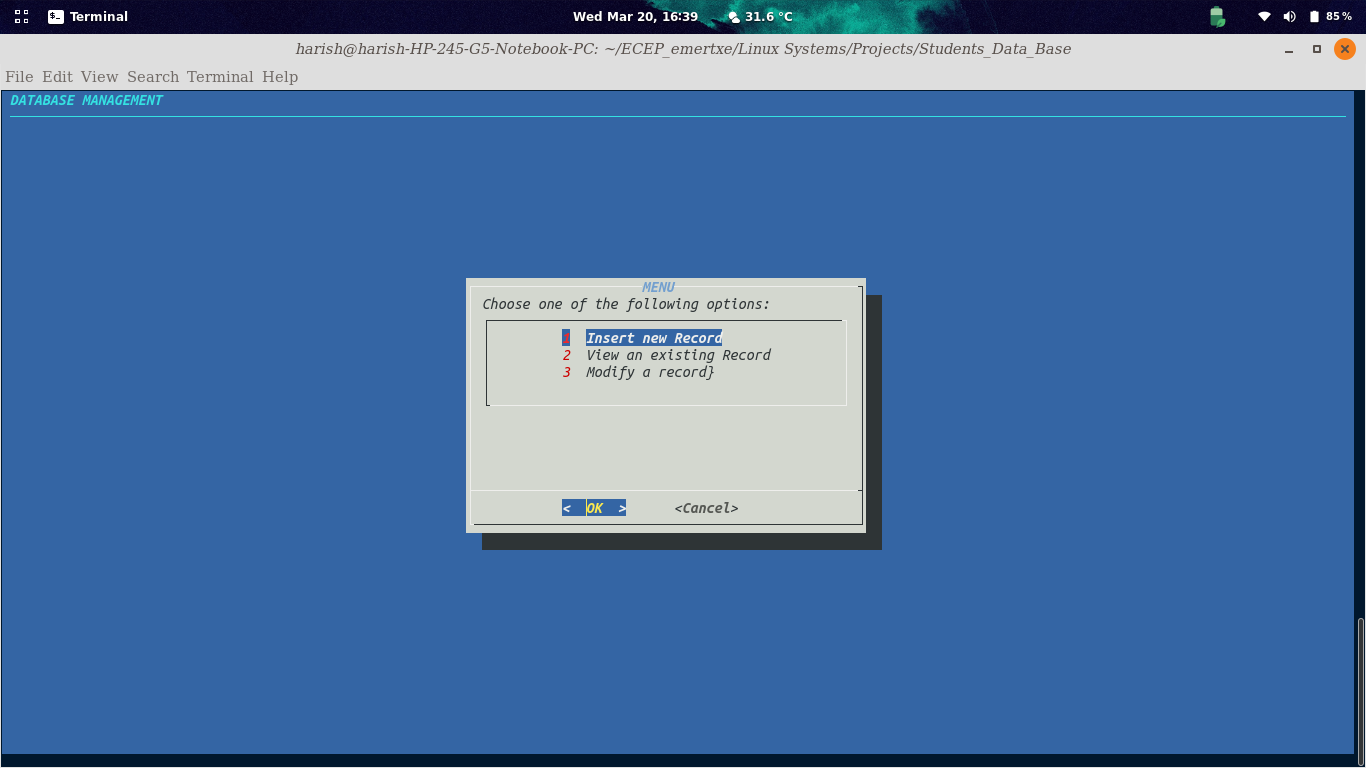 Terminal Wed Mar 20, 16:39 31.6 °C 85 %
harish@harish-HP-245-G5-Notebook-PC: ~/ECEP_emertxe/Linux Systems/Projects/Students_Data_Base
File Edit View Search Terminal Help
DATABASE MANAGEMENT
MENU
Choose one of the following options:
1 Insert new Record
2 View an existing Record
3 Modify a record}
< OK > <Cancel>